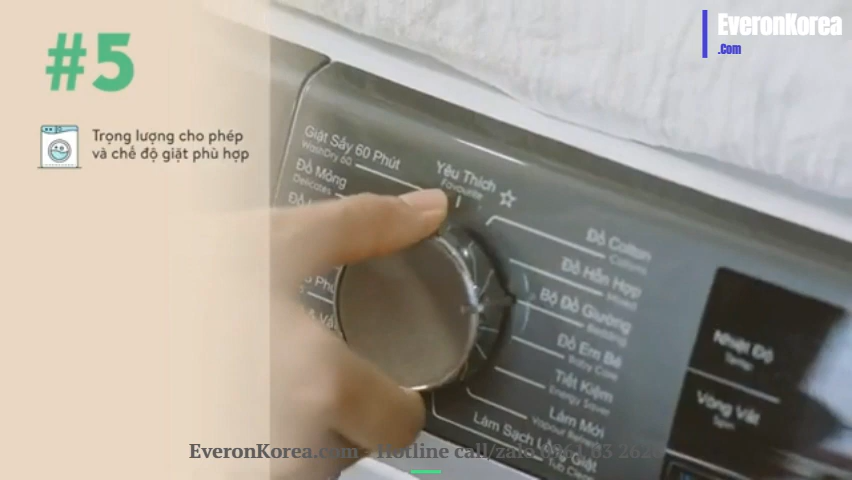 #5
Trọng lượng cho phép
và chế độ giặt phù hợp
EveronKorea
.Com
Giặt Sấy 60 Phút
WashDry 60
Đồ Mỏng
Delicates
Yêu Thích
Favourite
Đồ Cotton
Cottons
Đồ Hỗn Hợp
Mixed
Bộ Đồ Giường
Bedding
Đồ Em Bé
Baby Care
Tiết Kiệm
Energy Saver
Làm Mới
Vapour Refresh
Làm Sạch Lồng Giặt
Tub Clean
Nhiệt Độ
Temp
Vòng Vắt
Spin
EveronKorea.com - Hotline call/zalo